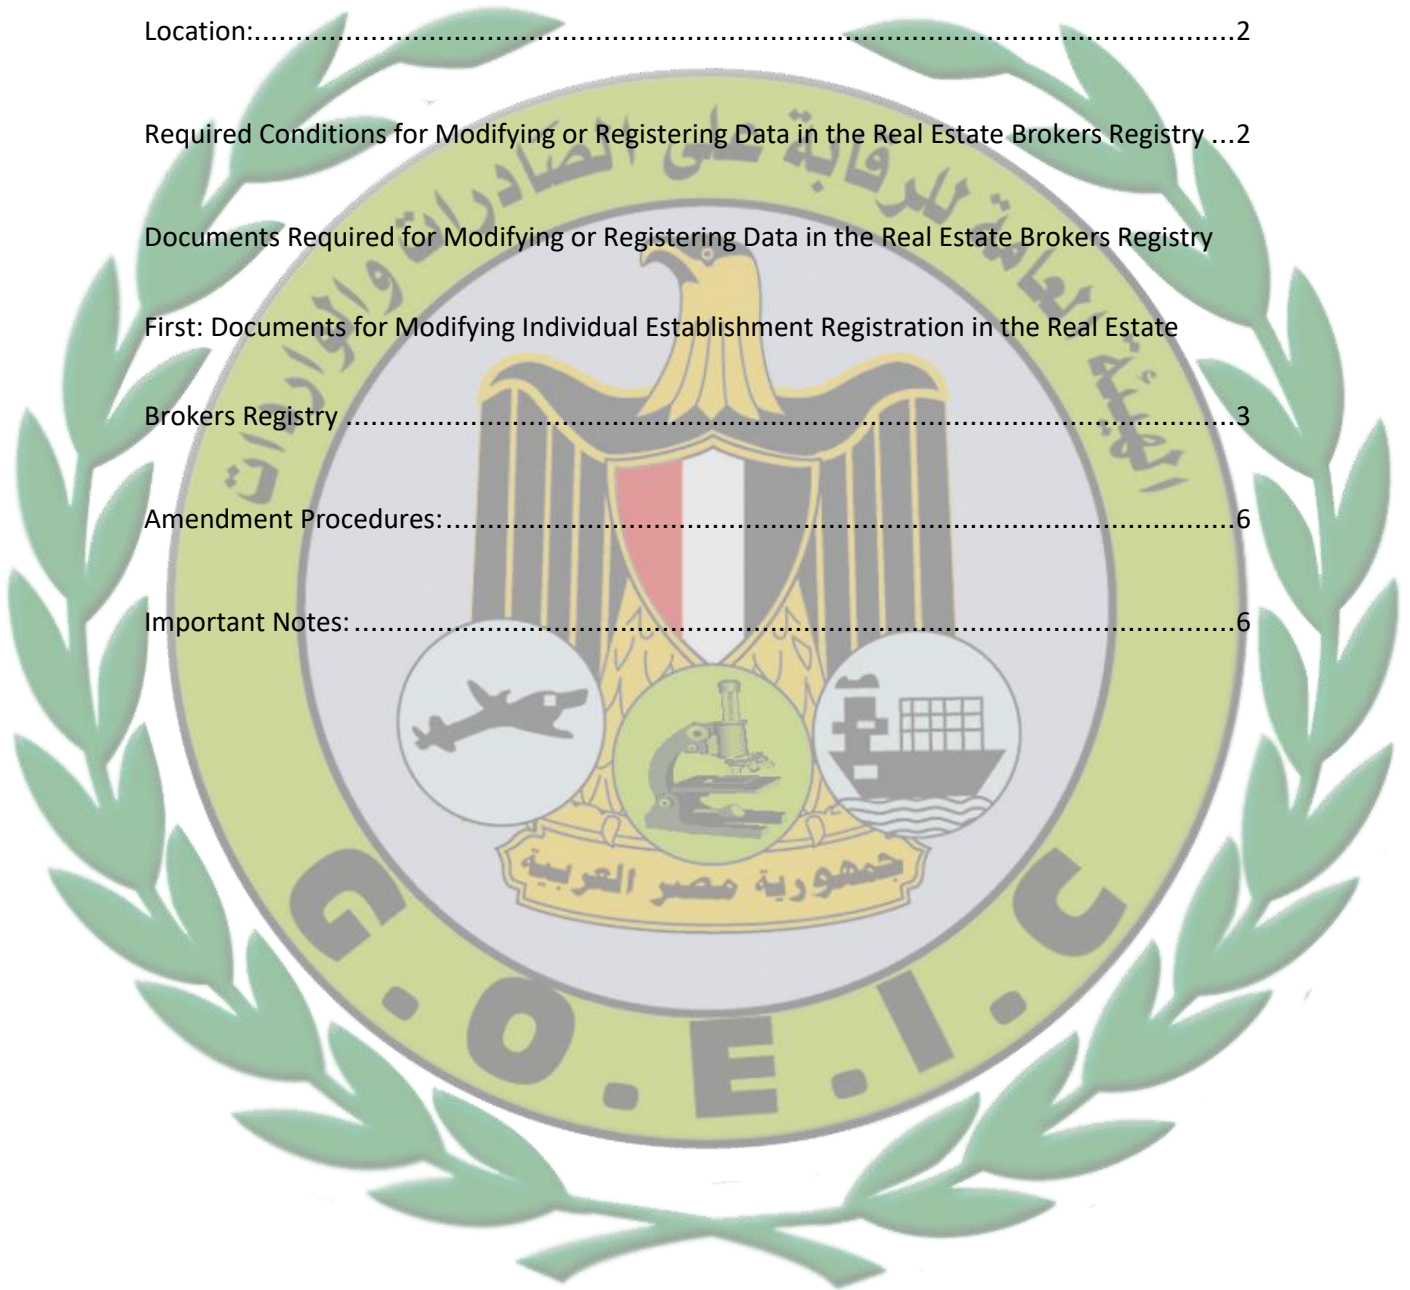 Location:..........................................................................................................................2
Required Conditions for Modifying or Registering Data in the Real Estate Brokers Registry ...2
Documents Required for Modifying or Registering Data in the Real Estate Brokers Registry
First: Documents for Modifying Individual Establishment Registration in the Real Estate
Brokers Registry ..............................................................................................................3
Amendment Procedures:..................................................................................................6
Important Notes: .............................................................................................................6
الهيئة العامة للرقابة على الصادرات والواردات
جمهورية مصر العربية
G.O.E.I.C